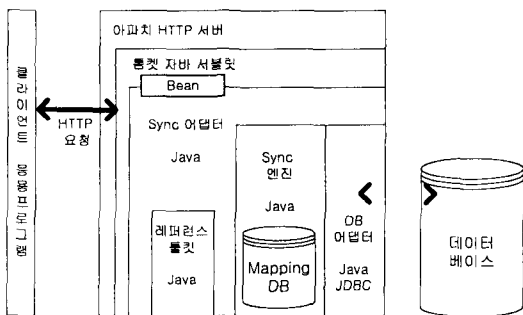 클라이언트 응용프로그램
HTTP
요청
아파치 HTTP 서버
톰켓 자바 서블릿
Bean
Sync 어댑터
Java
레퍼런스
툴킷
Java
Sync
엔진
Java
Mapping
DB
DB
어댑터
Java
JDBC
데이터
베이스